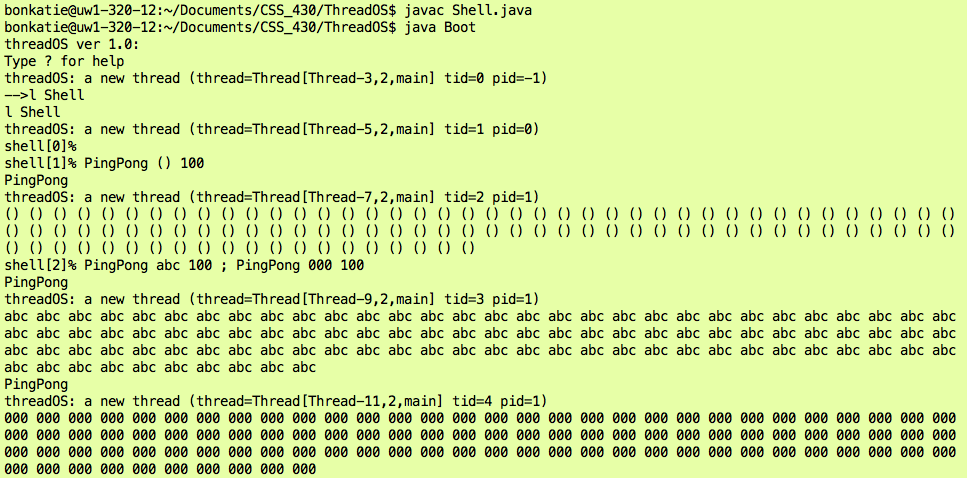 bonkatie@uw1-320-12:~/Documents/CSS_430/ThreadOS$ javac Shell.java
bonkatie@uw1-320-12:~/Documents/CSS_430/ThreadOS$ java Boot
threadOS ver 1.0:
Type ? for help
threadOS: a new thread (thread=Thread[Thread-3,2,main] tid=0 pid=-1)
-->l Shell
l Shell
threadOS: a new thread (thread=Thread[Thread-5,2,main] tid=1 pid=0)
shell[0]%
shell[1]% PingPong () 100
PingPong
threadOS: a new thread (thread=Thread[Thread-7,2,main] tid=2 pid=1)
() () () () () () () () () () () () () () () () () () () () () () () () () () () () () () () () () () () () () () () ()
() () () () () () () () () () () () () () () () () () () () () () () () () () () () () () () () () () () () () () () ()
() () () () () () () () () () () () () () () () () () () ()
shell[2]% PingPong abc 100 ; PingPong 000 100
PingPong
threadOS: a new thread (thread=Thread[Thread-9,2,main] tid=3 pid=1)
abc abc abc abc abc abc abc abc abc abc abc abc abc abc abc abc abc abc abc abc abc abc abc abc abc abc abc abc abc abc
abc abc abc abc abc abc abc abc abc abc abc abc abc abc abc abc abc abc abc abc abc abc abc abc abc abc abc abc abc abc
abc abc abc abc abc abc abc abc abc abc abc abc abc abc abc abc abc abc abc abc abc abc abc abc abc abc abc abc abc abc
abc abc abc abc abc abc abc abc abc abc
PingPong
threadOS: a new thread (thread=Thread[Thread-11,2,main] tid=4 pid=1)
000 000 000 000 000 000 000 000 000 000 000 000 000 000 000 000 000 000 000 000 000 000 000 000 000 000 000 000 000 000
000 000 000 000 000 000 000 000 000 000 000 000 000 000 000 000 000 000 000 000 000 000 000 000 000 000 000 000 000 000
000 000 000 000 000 000 000 000 000 000 000 000 000 000 000 000 000 000 000 000 000 000 000 000 000 000 000 000 000 000
000 000 000 000 000 000 000 000 000 000